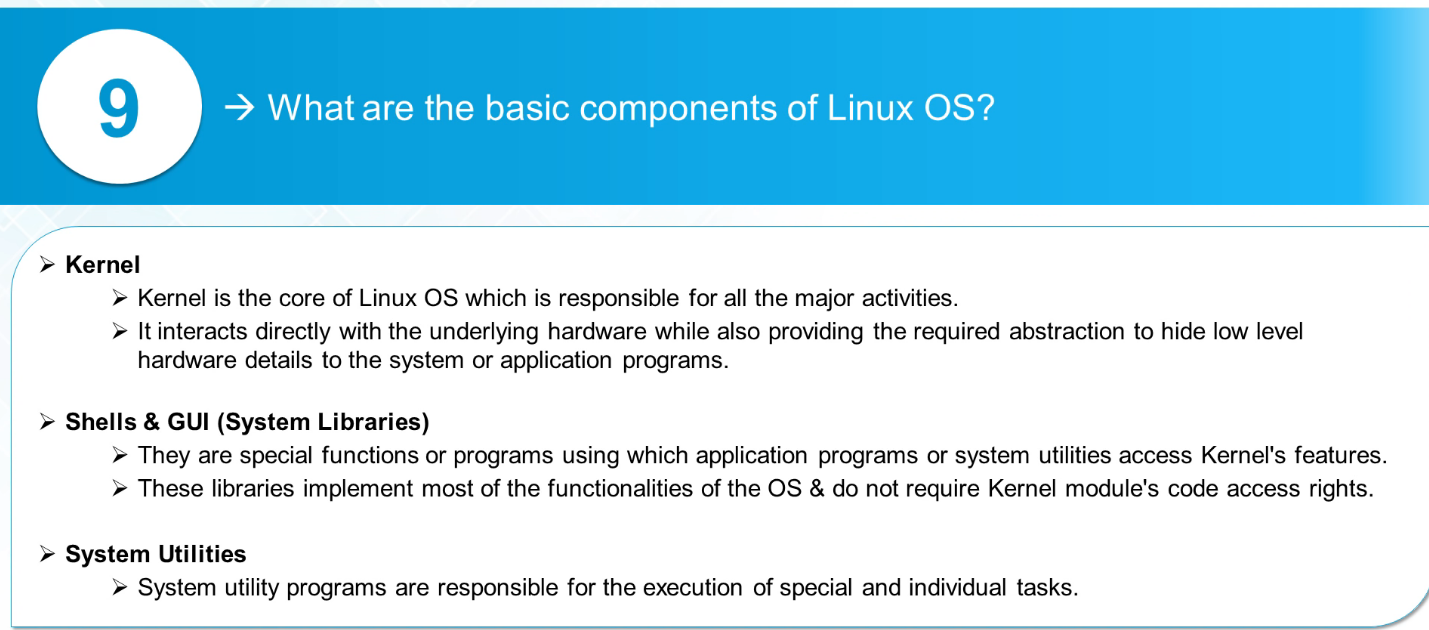 9
→ What are the basic components of Linux OS?
➢ Kernel
➢ Kernel is the core of Linux OS which is responsible for all the major activities.
➢ It interacts directly with the underlying hardware while also providing the required abstraction to hide low level
hardware details to the system or application programs.
➢ Shells & GUI (System Libraries)
➢ They are special functions or programs using which application programs or system utilities access Kernel's features.
➢ These libraries implement most of the functionalities of the OS & do not require Kernel module's code access rights.
➢ System Utilities
➢ System utility programs are responsible for the execution of special and individual tasks.